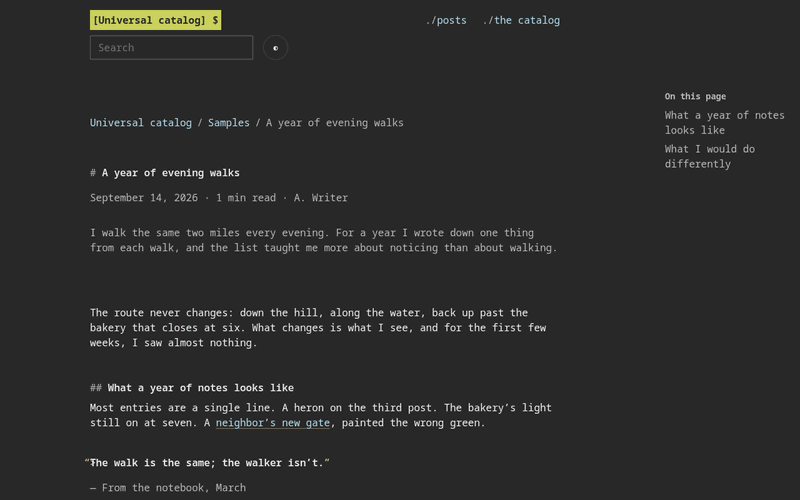 [Universal catalog] $
./posts ./the catalog
Search
Universal catalog / Samples / A year of evening walks
On this page
What a year of notes
looks like
What I would do
differently
# A year of evening walks
September 14, 2026 · 1 min read · A. Writer
I walk the same two miles every evening. For a year I wrote down one thing
from each walk, and the list taught me more about noticing than about walking.
The route never changes: down the hill, along the water, back up past the
bakery that closes at six. What changes is what I see, and for the first few
weeks, I saw almost nothing.
## What a year of notes looks like
Most entries are a single line. A heron on the third post. The bakery’s light
still on at seven. A neighbor’s new gate, painted the wrong green.
“The walk is the same; the walker isn’t.”
— From the notebook, March